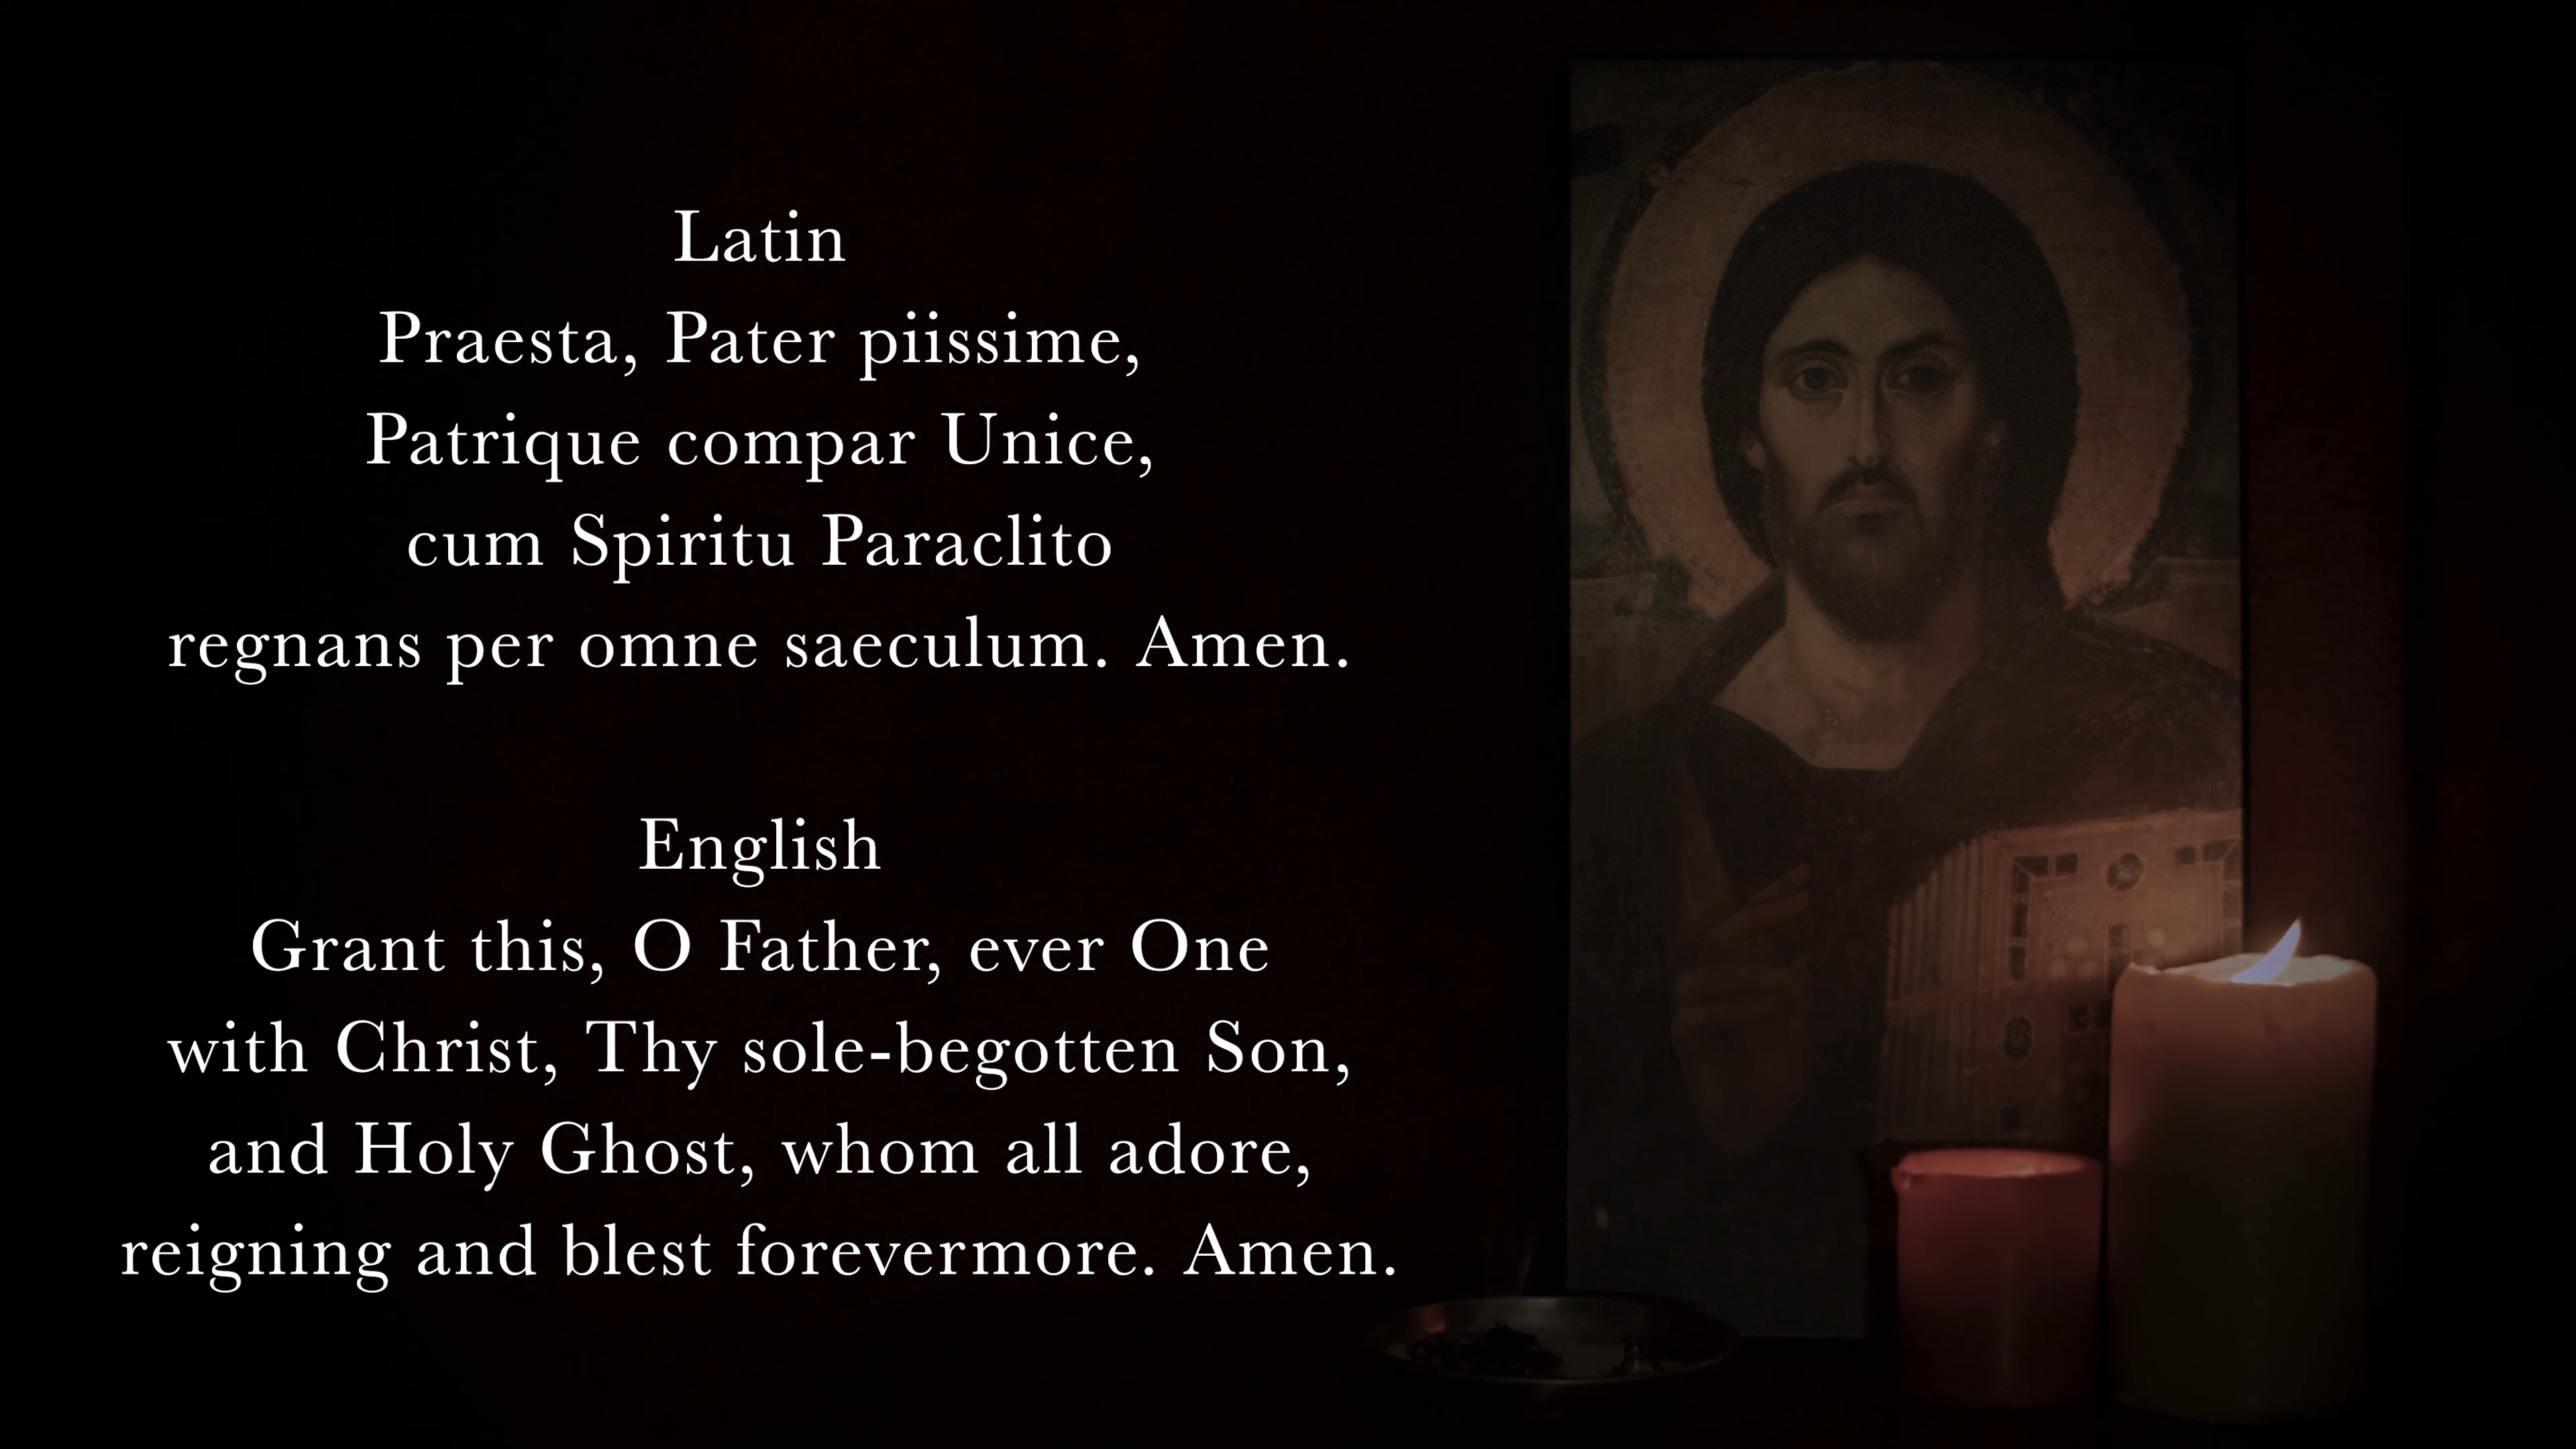 Latin
Praesta, Pater piissime,
Patrique compar Unice,
cum Spiritu Paraclito
regnans per omne saeculum. Amen.
English
Grant this, O Father, ever One
with Christ, Thy sole-begotten Son,
and Holy Ghost, whom all adore,
reigning and blest forevermore. Amen.